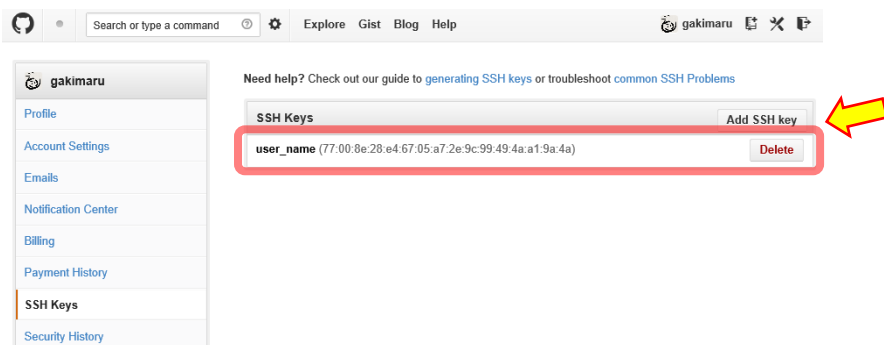 Search or type a command Explore Gist Blog Help gakimaru
gakimaru
Profile
Account Settings
Emails
Notification Center
Billing
Payment History
SSH Keys
Security History
Need help? Check out our guide to generating SSH keys or troubleshoot common SSH Problems
SSH Keys Add SSH key
user_name (77:00:8e:28:e4:67:05:a7:2e:9c:99:49:4a:a1:9a:4a) Delete